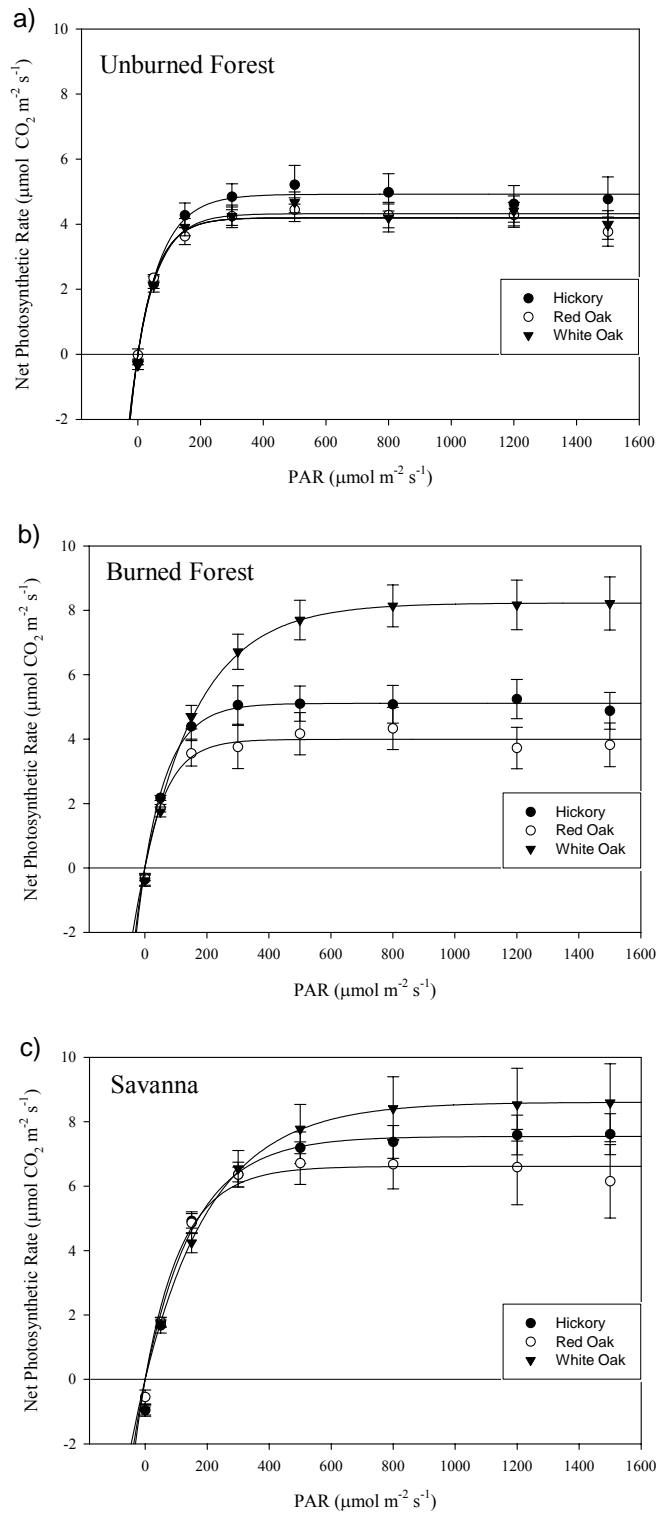 a)
Unburned Forest
Net Photosynthetic Rate (μmol CO2 m-2 s-1)
10
8
6
4
2
0
-2
Hickory
Red Oak
White Oak
0 200 400 600 800 1000 1200 1400 1600
PAR (μmol m-2 s-1)
b)
Burned Forest
Net Photosynthetic Rate (μmol CO2 m-2 s-1)
10
8
6
4
2
0
-2
Hickory
Red Oak
White Oak
0 200 400 600 800 1000 1200 1400 1600
PAR (μmol m-2 s-1)
c)
Savanna
Net Photosynthetic Rate (μmol CO2 m-2 s-1)
10
8
6
4
2
0
-2
Hickory
Red Oak
White Oak
0 200 400 600 800 1000 1200 1400 1600
PAR (μmol m-2 s-1)